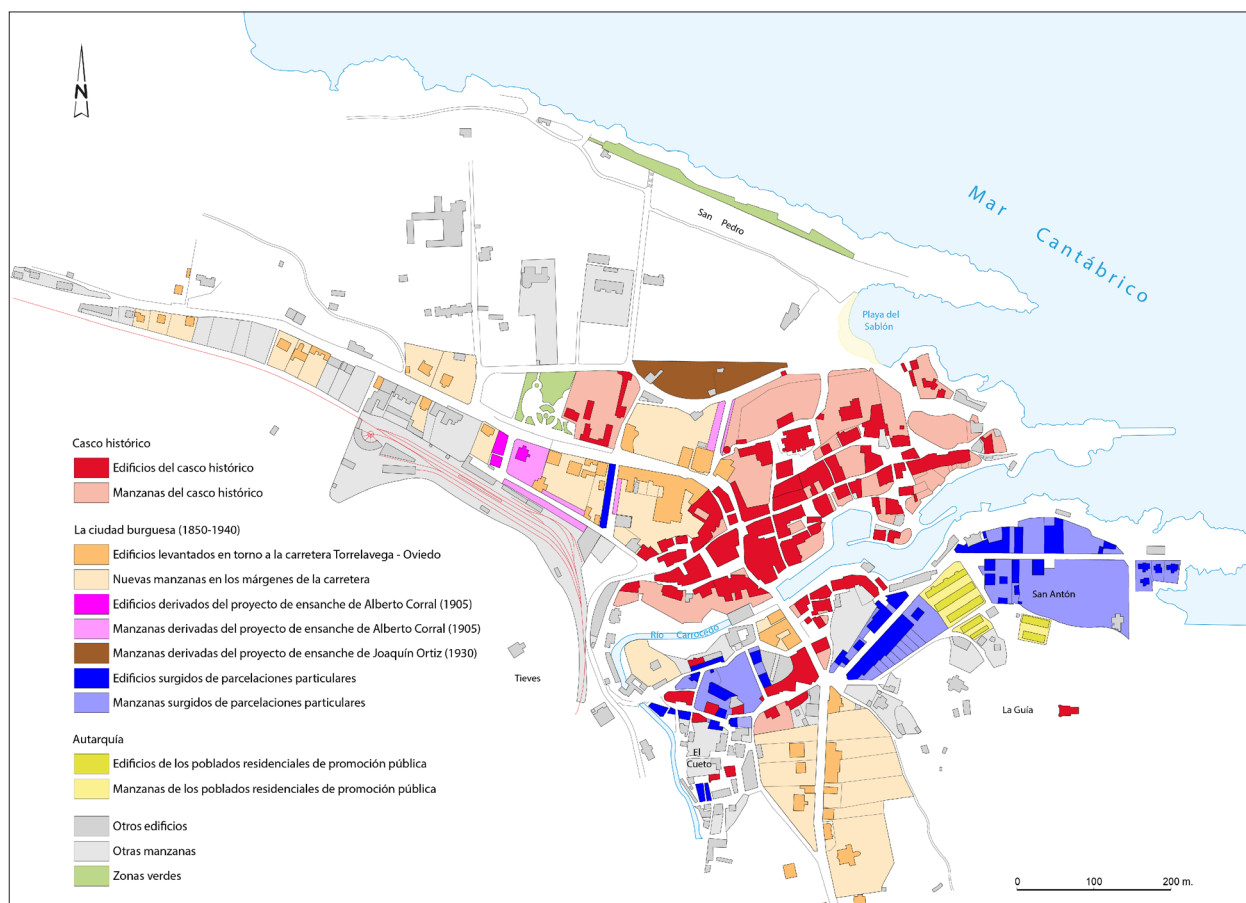 N
Mar Cantábrico
San Pedro
Playa del
Sablón
Casco histórico
Edificios del casco histórico
Manzanas del casco histórico
La ciudad burguesa (1850-1940)
Edificios levantados en torno a la carretera Torrelavega - Oviedo
Nuevas manzanas en los márgenes de la carretera
Edificios derivados del proyecto de ensanche de Alberto Corral (1905)
Manzanas derivadas del proyecto de ensanche de Alberto Corral (1905)
Manzanas derivadas del proyecto de ensanche de Joaquín Ortiz (1930)
Edificios surgidos de parcelaciones particulares
Manzanas surgidos de parcelaciones particulares
Autarquía
Edificios de los poblados residenciales de promoción pública
Manzanas de los poblados residenciales de promoción pública
Otros edificios
Otras manzanas
Zonas verdes
San Antón
Río Carrocedo
Tieves
La Guía
El
Cueto
0 100 200 m.